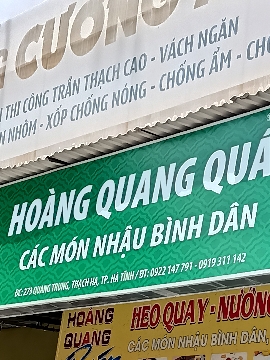 CƯỜNG
THI CÔNG TRẦN THẠCH CAO - VÁCH NGĂN
NHÔM - XỐP CHỐNG NÓNG - CHỐNG ẨM - CH
HOÀNG QUANG QUÁ
CÁC MÓN NHẬU BÌNH DÂN
ĐC: 273 QUANG TRUNG, THẠCH HẠ, TP. HÀ TĨNH / ĐT: 0922 147 791 - 0919 311 142
HOÀNG QUANG
HEO QUAY - NƯỚNG
CÁC MÓN NHẬU BÌNH DÂN,